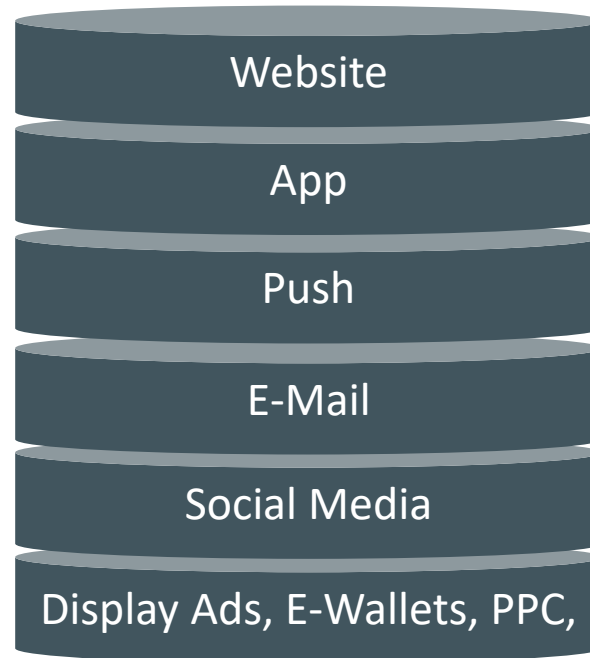 Website
App
Push
E-Mail
Social Media
Display Ads, E-Wallets, PPC,